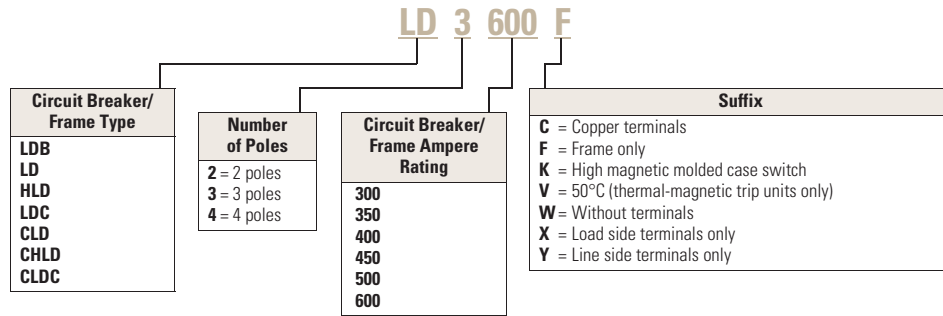 LD 3 600 F
Circuit Breaker/
Frame Type
LDB
LD
HLD
LDC
CLD
CHLD
CLDC
Number
of Poles
2 = 2 poles
3 = 3 poles
4 = 4 poles
Circuit Breaker/
Frame Ampere
Rating
300
350
400
450
500
600
Suffix
C = Copper terminals
F = Frame only
K = High magnetic molded case switch
V = 50°C (thermal-magnetic trip units only)
W = Without terminals
X = Load side terminals only
Y = Line side terminals only